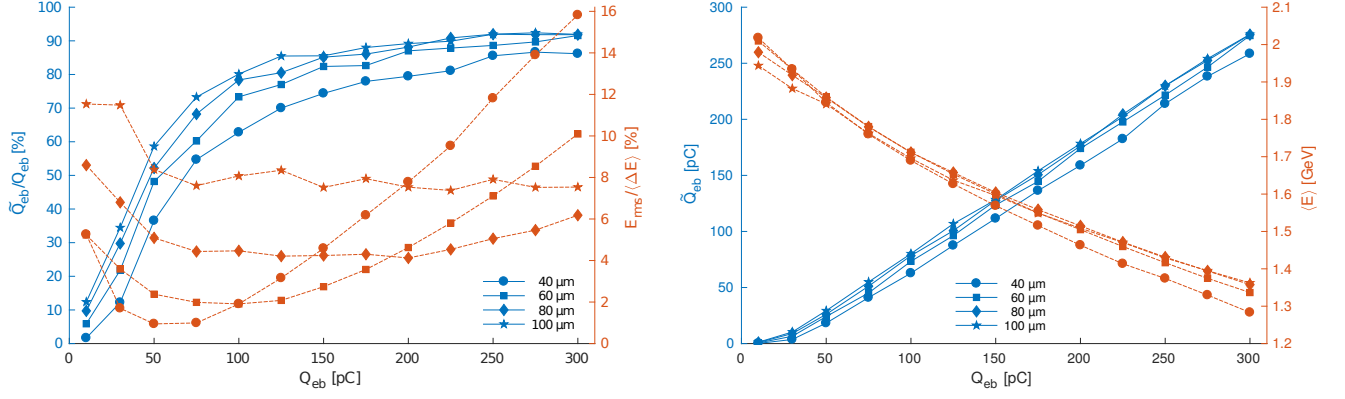 100
90
80
70
60
50
40
30
20
10
0
Q̃eb/Qeb [%]
0 50 100 150 200 250 300
Qeb [pC]
16
14
12
10
8
6
4
2
0
Erms/⟨ΔE⟩ [%]
40 μm
60 μm
80 μm
100 μm
300
250
200
150
100
50
0
Q̃eb [pC]
0 50 100 150 200 250 300
Qeb [pC]
2.1
2
1.9
1.8
1.7
1.6
1.5
1.4
1.3
1.2
⟨E⟩ [GeV]
40 μm
60 μm
80 μm
100 μm